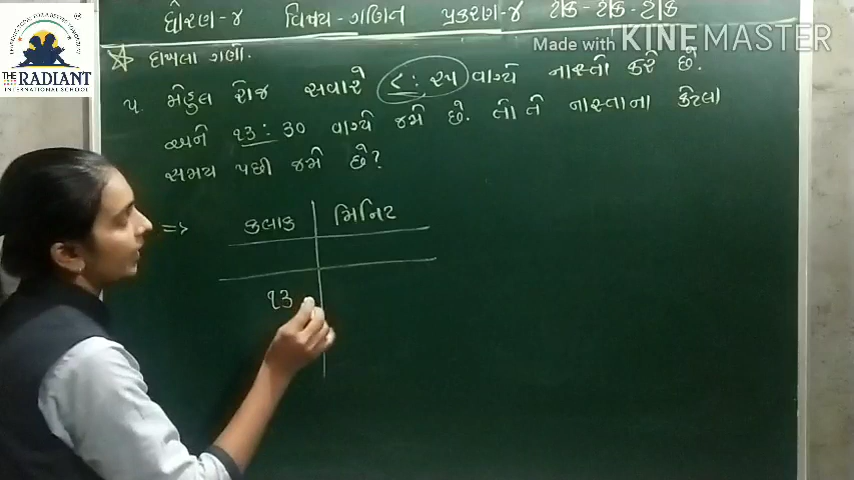 ધોરણ-૪ વિષય-ગણિત પ્રકરણ-૪ ટીક-ટીક-ટીક
Made with KINEMASTER
THE RADIANT
INTERNATIONAL SCHOOL
દાખલા ગણો.
૫. મેહુલ રોજ સવારે ૮:૨૫ વાગ્યે નાસ્તો કરે છે.
અને ૧૩:30 વાગ્યે જમે છે. તો તે નાસ્તાના કેટલા
સમય પછી જમે છે?
=> કલાક મિનિટ
૧૩